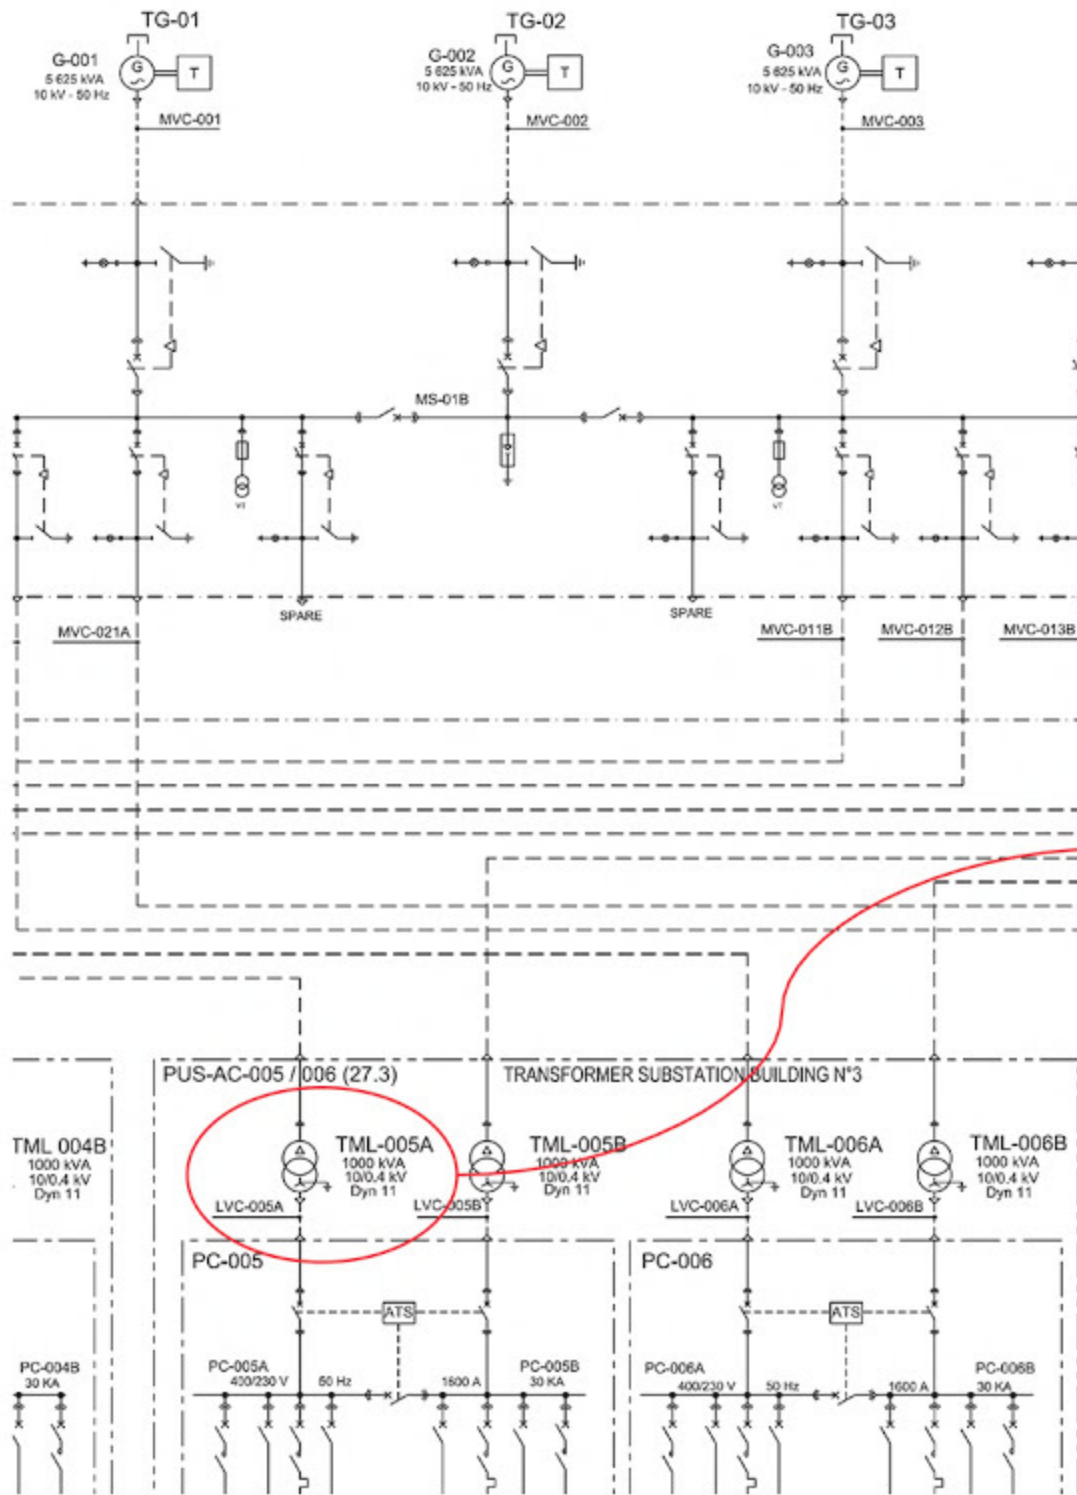 TG-01
TG-02
TG-03
G-001
5 625 kVA
10 kV - 50 Hz
G
T
G-002
5 625 kVA
10 kV - 50 Hz
G
T
G-003
5 625 kVA
10 kV - 50 Hz
G
T
MVC-001
MVC-002
MVC-003
MS-01B
VT
VT
SPARE
SPARE
MVC-021A
MVC-011B
MVC-012B
MVC-013B
PUS-AC-005 / 006 (27.3)
TRANSFORMER SUBSTATION BUILDING N°3
TML 004B
1000 kVA
10/0.4 kV
Dyn 11
TML-005A
1000 kVA
10/0.4 kV
Dyn 11
TML-005B
1000 kVA
10/0.4 kV
Dyn 11
TML-006A
1000 kVA
10/0.4 kV
Dyn 11
TML-006B
1000 kVA
10/0.4 kV
Dyn 11
LVC-005A
LVC-005B
LVC-006A
LVC-006B
PC-005
PC-006
ATS
ATS
PC-004B
30 KA
PC-005A
400/230 V
50 Hz
1600 A
PC-005B
30 KA
PC-006A
400/230 V
50 Hz
1600 A
PC-006B
30 KA